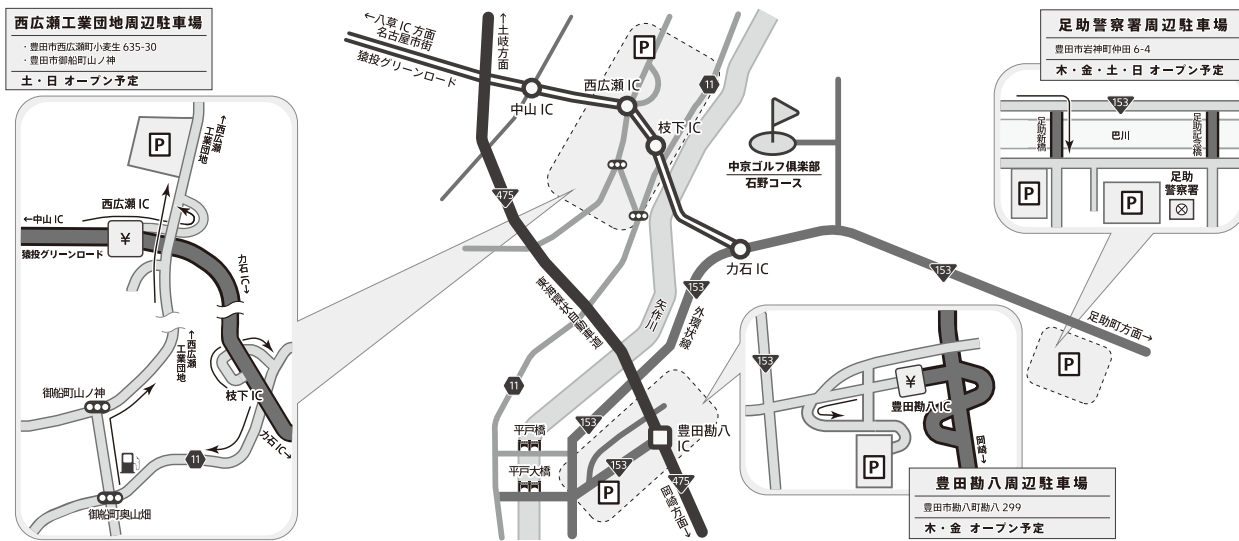 西広瀬工業団地周辺駐車場
・豊田市西広瀬町小麦生 635-30
・豊田市御船町山ノ神
土・日 オープン予定
P
←西広瀬
工業団地
西広瀬 IC
←中山 IC
¥
猿投グリーンロード
力石 IC→
←西広瀬
工業団地
御船町山ノ神
枝下 IC
力石 IC→
11
御船町奥山畑
←八草 IC 方面
名古屋市街
猿投グリーンロード
←土岐方面
P
西広瀬 IC
中山 IC
11
枝下 IC
中京ゴルフ倶楽部
石野コース
475
力石 IC
153
153
東海環状自動車道
矢作川
外環状線
足助町方面→
P
11
平戸橋
153
豊田勘八
IC
平戸大橋
153
P
475
岡崎方面→
足助警察署周辺駐車場
豊田市岩神町仲田 6-4
木・金・土・日 オープン予定
153
足助新橋
巴川
足助記念橋
P
P
足助
警察署
153
¥
豊田勘八 IC
P
岡崎→
豊田勘八周辺駐車場
豊田市勘八町勘八 299
木・金 オープン予定